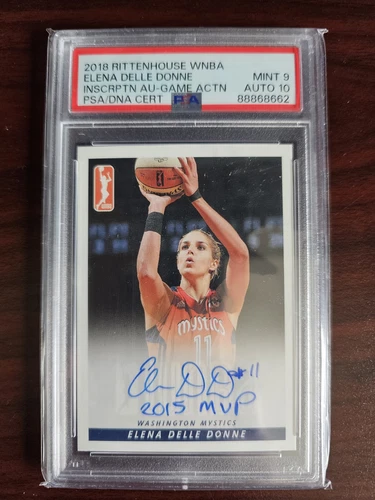 2018 RITTENHOUSE WNBA
ELENA DELLE DONNE MINT 9
INSCRPTN AU-GAME ACTN AUTO 10
PSA/DNA CERT PSA 88868662
MYSTICS
11
#11
2015 MVP
WASHINGTON MYSTICS
ELENA DELLE DONNE